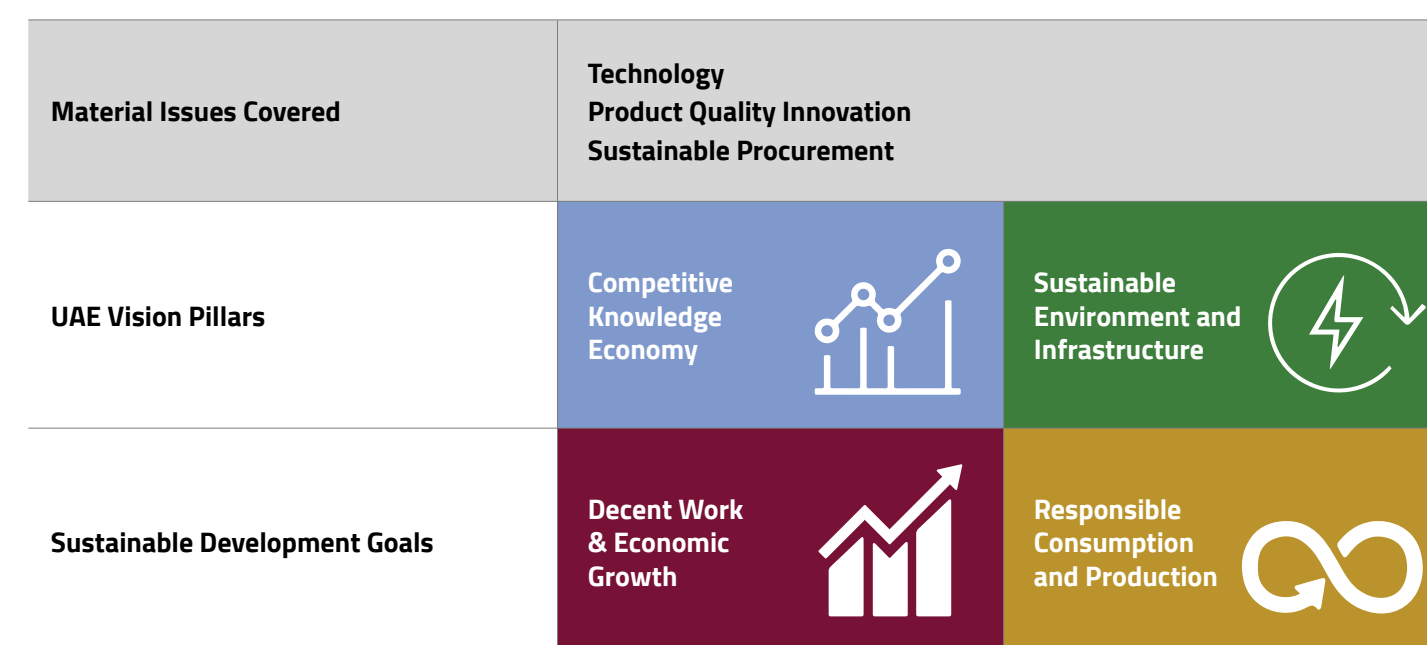 Material Issues Covered
Technology
Product Quality Innovation
Sustainable Procurement
UAE Vision Pillars
Competitive
Knowledge
Economy
Sustainable
Environment and
Infrastructure
Sustainable Development Goals
Decent Work
& Economic
Growth
Responsible
Consumption
and Production